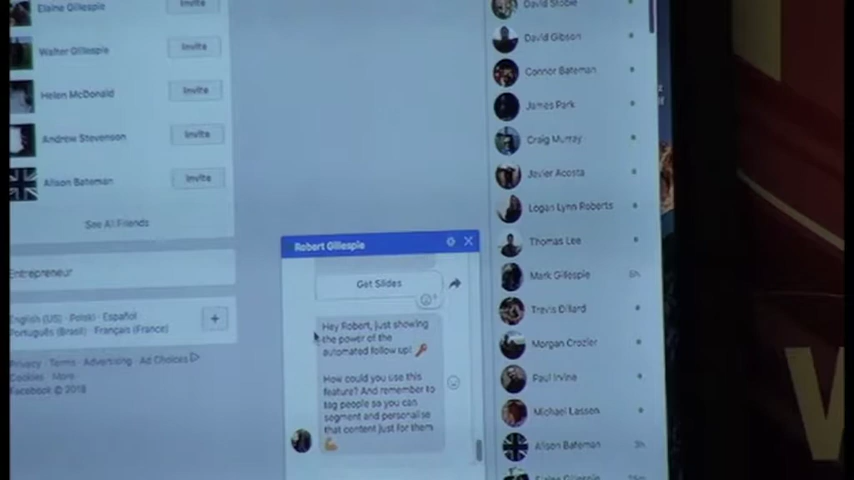 Elaine Gillespie
Invite
Walter Gillespie
Invite
Helen McDonald
Invite
Andrew Stevenson
Invite
Alison Bateman
Invite
See All Friends
Entrepreneur
English (US) · Polski · Español
Português (Brasil) · Français (France)
+
Privacy · Terms · Advertising · Ad Choices
Cookies · More
Facebook © 2018
Robert Gillespie
Get Slides
Hey Robert, just showing
the power of the
automated follow up! 🎤
How could you use this
feature? And remember to
tag people so you can
segment and personalise
that content just for them
💪
David Stobie
David Gibson
Connor Bateman
James Park
Craig Murray
Javier Acosta
Logan Lynn Roberts
Thomas Lee
Mark Gillespie
Travis Dillard
Morgan Crozier
Paul Irvine
Michael Lasson
Alison Bateman
Elaine Gillespie